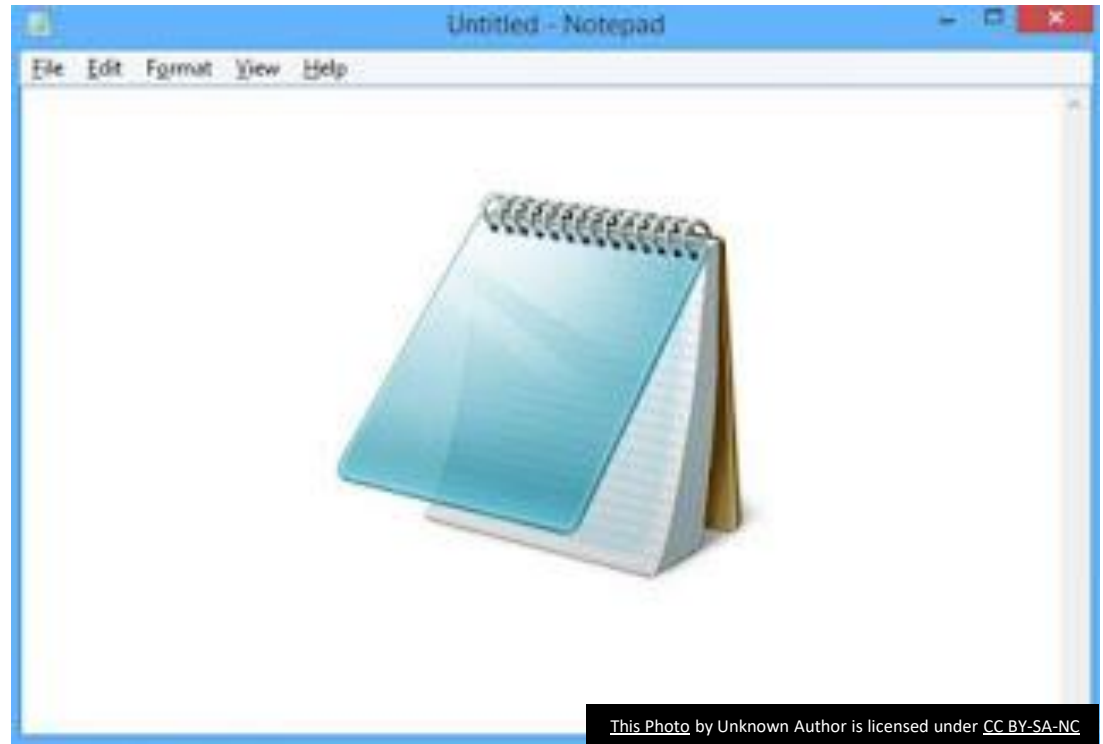 Untitled - Notepad
File Edit Format View Help
This Photo by Unknown Author is licensed under CC BY-SA-NC